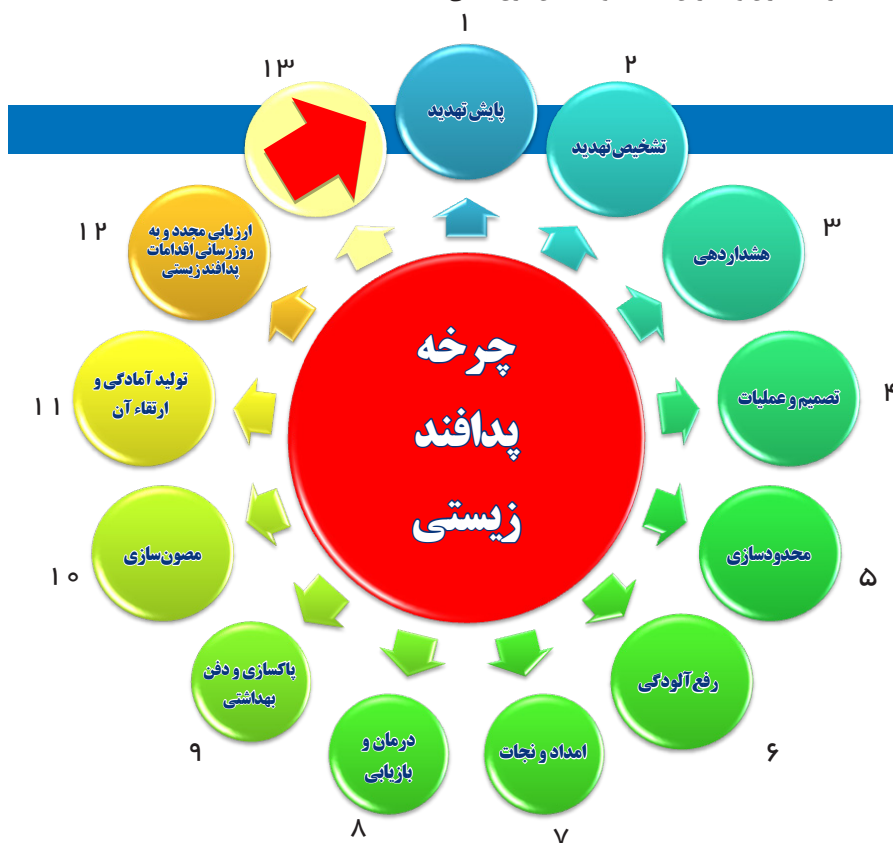 چرخه
پدافند
زیستی
۱
پایش تهدید
۲
تشخیص تهدید
۳
هشداردهی
۴
تصمیم و عملیات
۵
محدودسازی
۶
رفع آلودگی
۷
امداد و نجات
۸
درمان و
بازیابی
۹
پاکسازی و دفن
بهداشتی
۱۰
مصون‌سازی
۱۱
تولید آمادگی و
ارتقاء آن
۱۲
ارزیابی مجدد و به
روزرسانی اقدامات
پدافند زیستی
۱۳